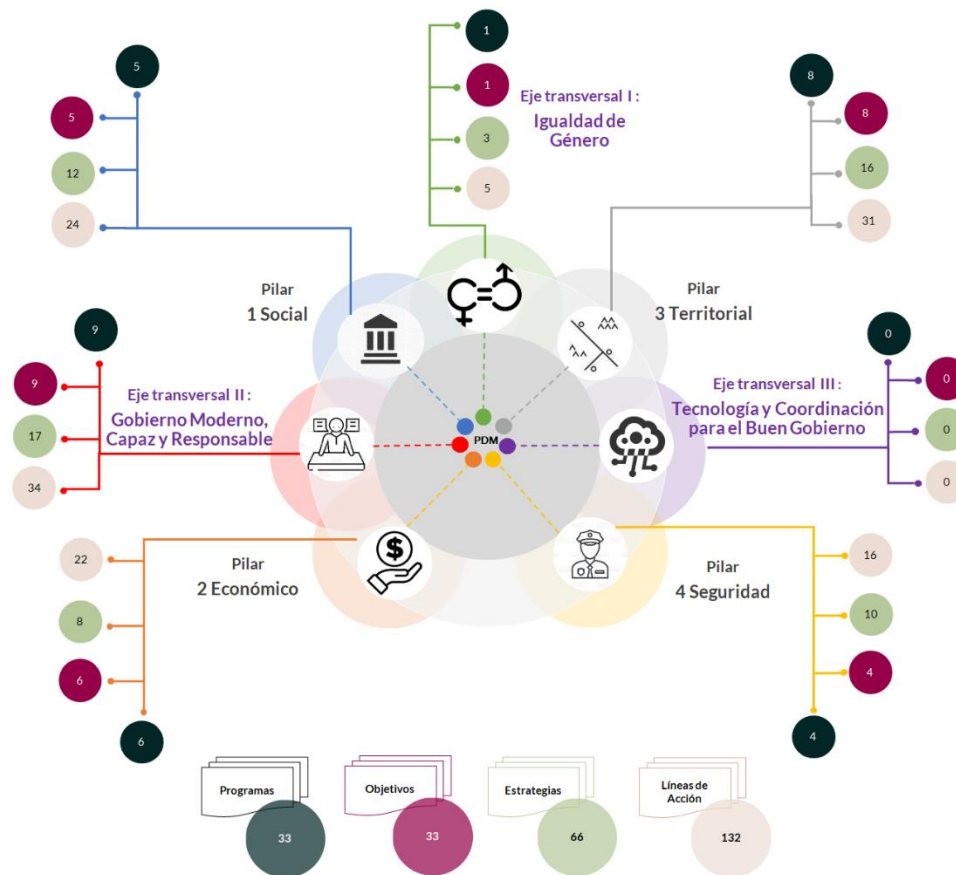 1
5
8
1
Eje transversal I :
Igualdad de
Género
5
8
3
12
16
5
24
31
Pilar
1 Social
Pilar
3 Territorial
9
0
9
Eje transversal II :
Gobierno Moderno,
Capaz y Responsable
17
34
PDM
Eje transversal III :
Tecnología y Coordinación
para el Buen Gobierno
0
0
0
22
8
6
6
Pilar
2 Económico
Pilar
4 Seguridad
16
10
4
4
Programas
33
Objetivos
33
Estrategias
66
Líneas de
Acción
132
$